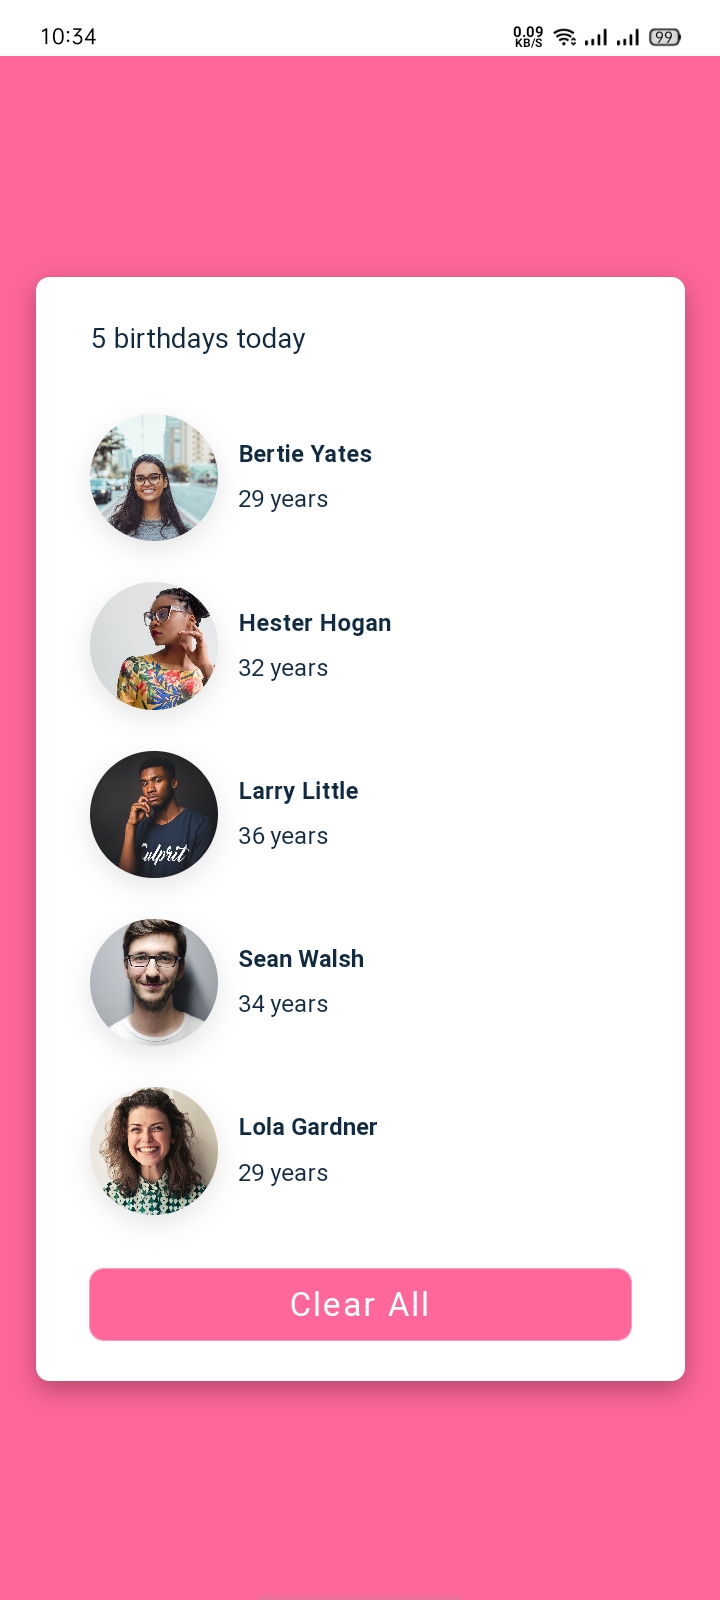 10:34
0.09
KB/S
99
5 birthdays today
Bertie Yates
29 years
Hester Hogan
32 years
Larry Little
36 years
ulprit
Sean Walsh
34 years
Lola Gardner
29 years
Clear All